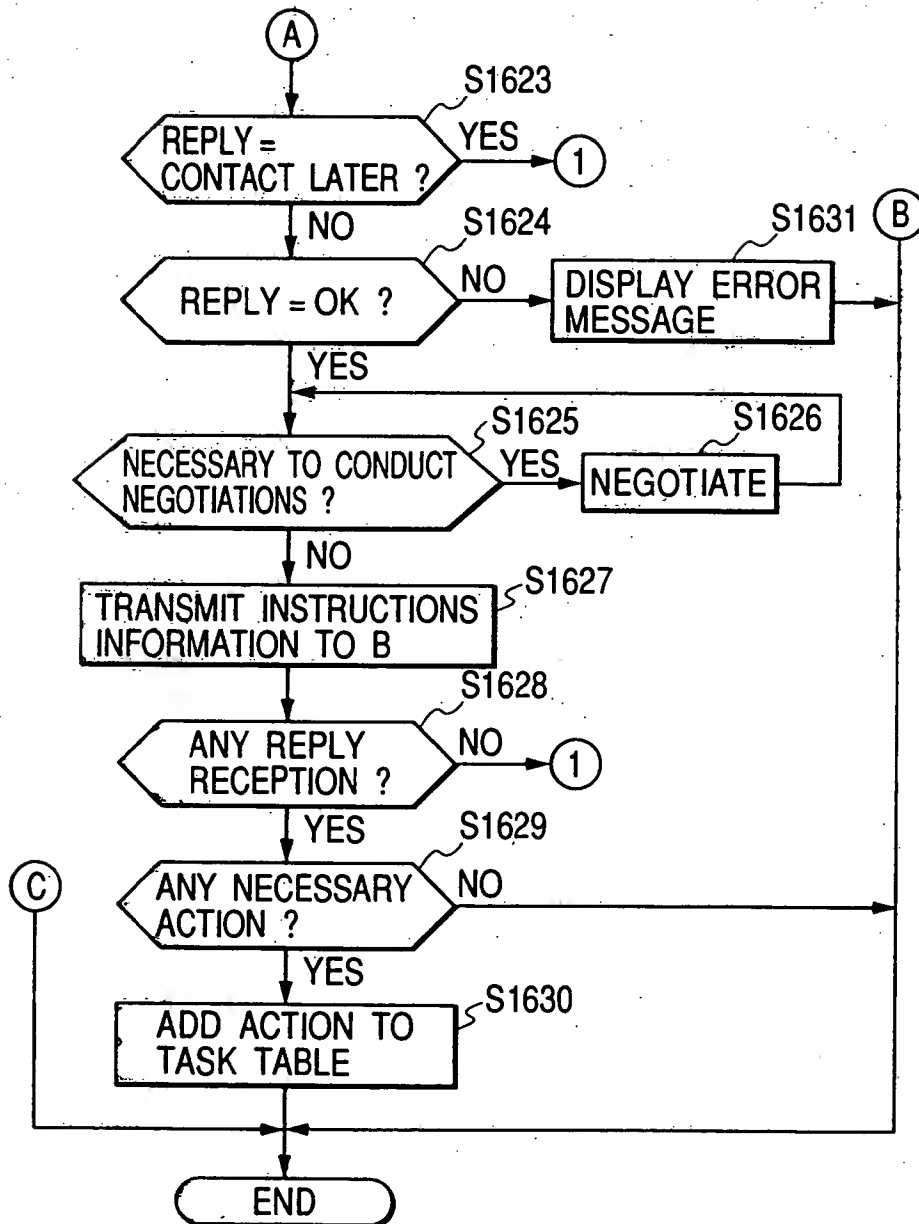 A
S1623
REPLY =
CONTACT LATER ?
YES
1
NO
S1624
REPLY = OK ?
NO
S1631
DISPLAY ERROR
MESSAGE
B
YES
S1625
NECESSARY TO CONDUCT
NEGOTIATIONS ?
YES
S1626
NEGOTIATE
NO
S1627
TRANSMIT INSTRUCTIONS
INFORMATION TO B
S1628
ANY REPLY
RECEPTION ?
NO
1
YES
S1629
ANY NECESSARY
ACTION ?
NO
C
YES
S1630
ADD ACTION TO
TASK TABLE
END